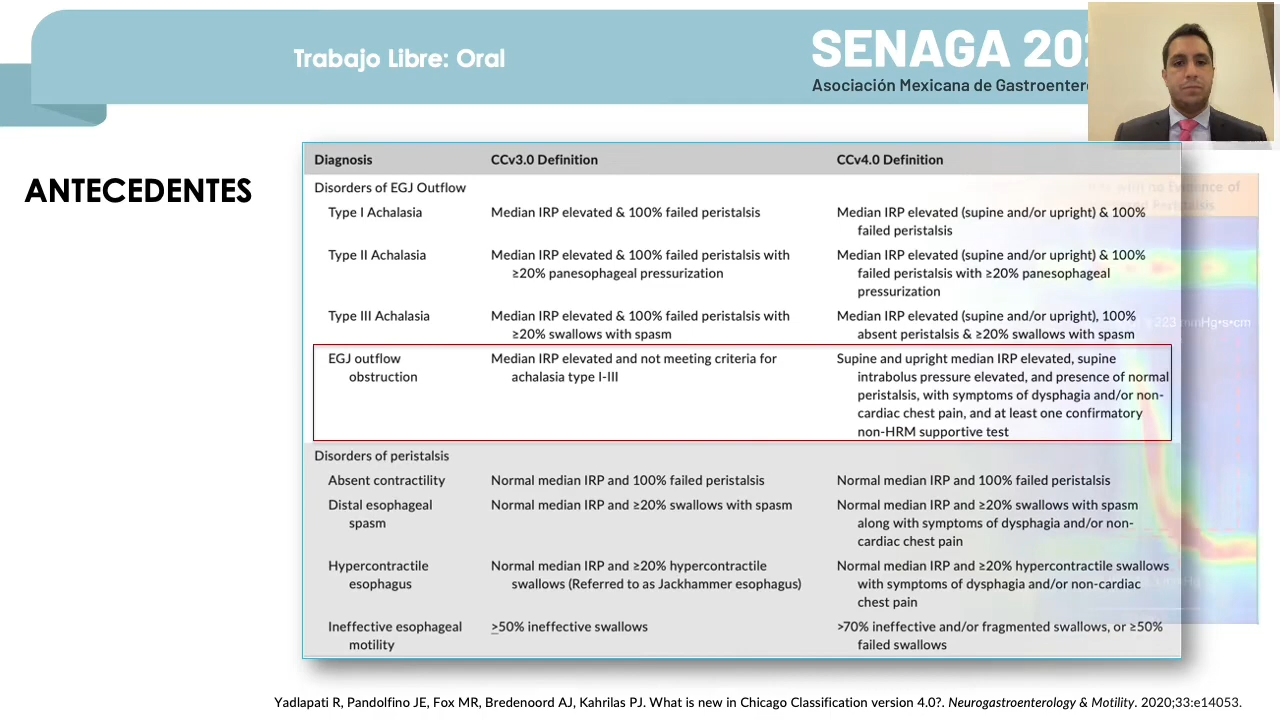 Trabajo Libre: Oral
SENAGA
Asociación Mexicana de
ANTECEDENTES
Diagnosis CCv3.0 Definition CCv4.0 Definition
Disorders of EGJ Outflow
Type I Achalasia Median IRP elevated & 100% failed peristalsis Median IRP elevated (supine and/or upright) & 100%
failed peristalsis
Type II Achalasia Median IRP elevated & 100% failed peristalsis with Median IRP elevated (supine and/or upright) & 100%
≥20% panesophageal pressurization failed peristalsis with ≥20% panesophageal
pressurization
Type III Achalasia Median IRP elevated & 100% failed peristalsis with Median IRP elevated (supine and/or upright), 100%
≥20% swallows with spasm absent peristalsis & ≥20% swallows with spasm
EGJ outflow Median IRP elevated and not meeting criteria for Supine and upright median IRP elevated, supine
obstruction achalasia type I-III intrabolus pressure elevated, and presence of normal
peristalsis, with symptoms of dysphagia and/or non-
cardiac chest pain, and at least one confirmatory
non-HRM supportive test
Disorders of peristalsis
Absent contractility Normal median IRP and 100% failed peristalsis Normal median IRP and 100% failed peristalsis
Distal esophageal Normal median IRP and ≥20% swallows with spasm Normal median IRP and ≥20% swallows with spasm
spasm along with symptoms of dysphagia and/or non-
cardiac chest pain
Hypercontractile Normal median IRP and ≥20% hypercontractile Normal median IRP and ≥20% hypercontractile swallows
esophagus swallows (Referred to as Jackhammer esophagus) with symptoms of dysphagia and/or non-cardiac
chest pain
Ineffective esophageal >50% ineffective swallows >70% ineffective and/or fragmented swallows, or ≥50%
motility failed swallows
Yadlapati R, Pandolfino JE, Fox MR, Bredenoord AJ, Kahrilas PJ. What is new in Chicago Classification version 4.0?. Neurogastroenterology & Motility. 2020;33:e14053.